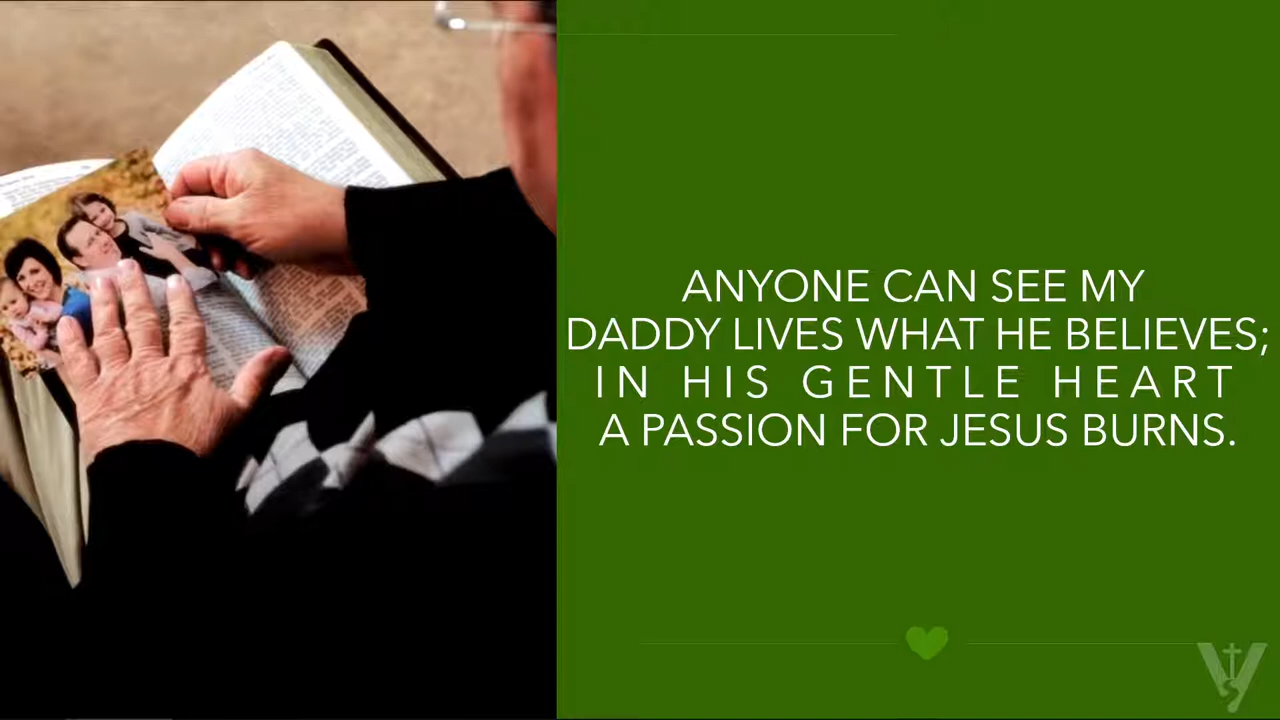 ANYONE CAN SEE MY
DADDY LIVES WHAT HE BELIEVES;
IN HIS GENTLE HEART
A PASSION FOR JESUS BURNS.